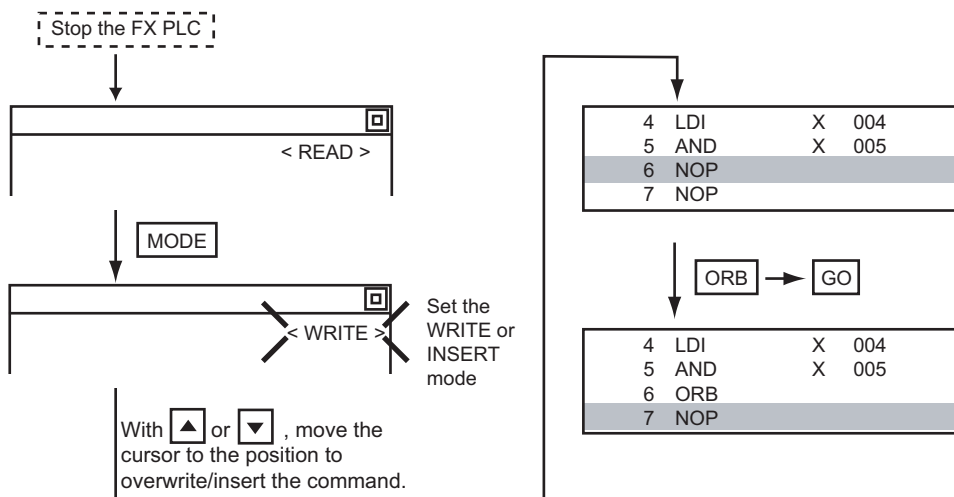 Stop the FX PLC
< READ >
MODE
< WRITE >
Set the
WRITE or
INSERT
mode
With ▲ or ▼ , move the
cursor to the position to
overwrite/insert the command.
4 LDI X 004
5 AND X 005
6 NOP
7 NOP
ORB GO
4 LDI X 004
5 AND X 005
6 ORB
7 NOP